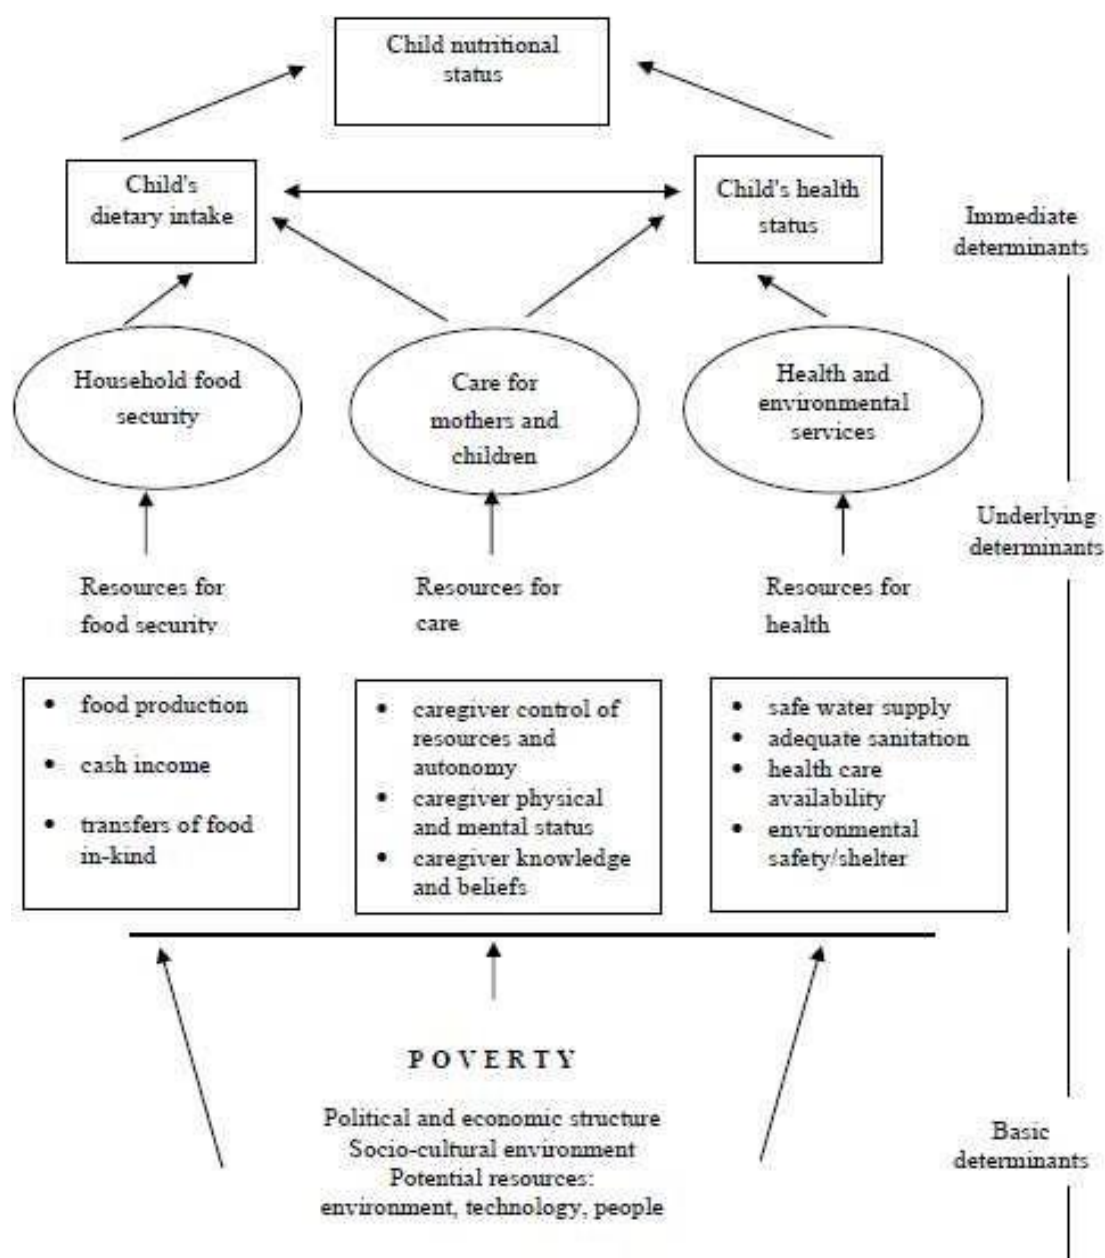 Child nutritional
status
Child's
dietary intake
Child's health
status
Immediate
determinants
Household food
security
Care for
mothers and
children
Health and
environmental
services
Underlying
determinants
Resources for
food security
Resources for
care
Resources for
health
• food production
• cash income
• transfers of food
in-kind
• caregiver control of
resources and
autonomy
• caregiver physical
and mental status
• caregiver knowledge
and beliefs
• safe water supply
• adequate sanitation
• health care
availability
• environmental
safety/shelter
POVERTY
Political and economic structure
Socio-cultural environment
Potential resources:
environment, technology, people
Basic
determinants